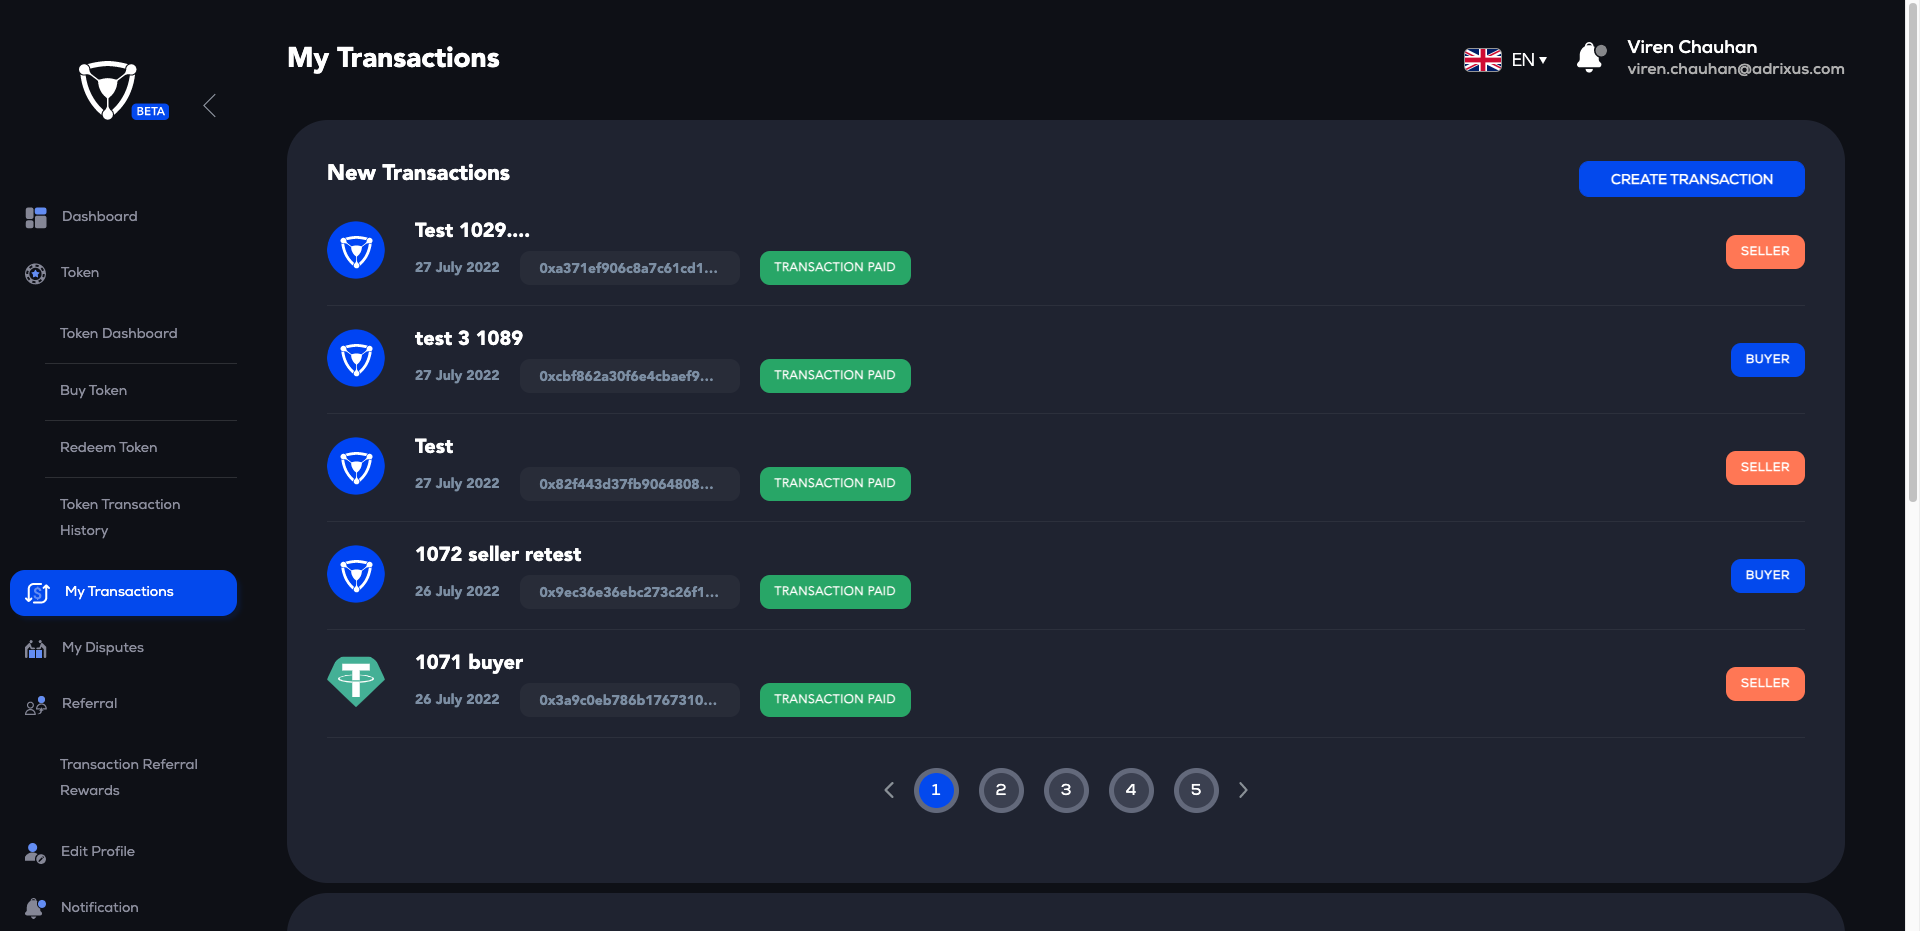 My Transactions
EN
Viren Chauhan
viren.chauhan@adrixus.com
BETA
Dashboard
Token
Token Dashboard
Buy Token
Redeem Token
Token Transaction
History
My Transactions
My Disputes
Referral
Transaction Referral
Rewards
Edit Profile
Notification
New Transactions
CREATE TRANSACTION
Test 1029....
27 July 2022 0xa371ef906c8a7c61cd1... TRANSACTION PAID
SELLER
test 3 1089
27 July 2022 0xcbf862a30f6e4cbaef9... TRANSACTION PAID
BUYER
Test
27 July 2022 0x82f443d37fb9064808... TRANSACTION PAID
SELLER
1072 seller retest
26 July 2022 0x9ec36e36ebc273c26f1... TRANSACTION PAID
BUYER
1071 buyer
26 July 2022 0x3a9c0eb786b1767310... TRANSACTION PAID
SELLER
1 2 3 4 5